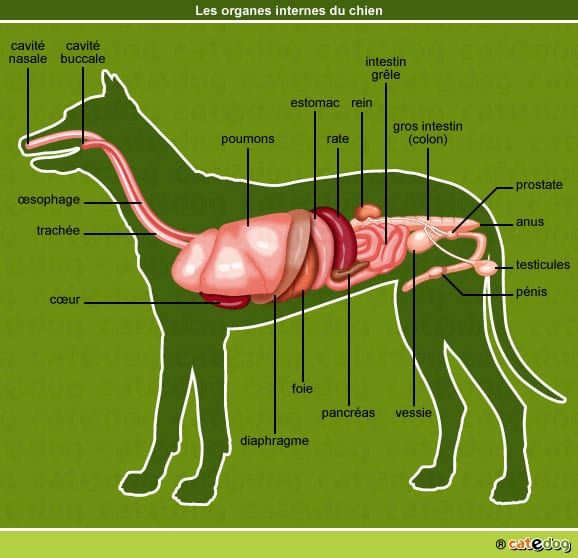 Les organes internes du chien
cavité
nasale
cavité
buccale
intestin
grêle
estomac
rein
gros intestin
(colon)
poumons
rate
prostate
œsophage
anus
trachée
testicules
pénis
cœur
foie
pancréas
vessie
diaphragme
® catedog